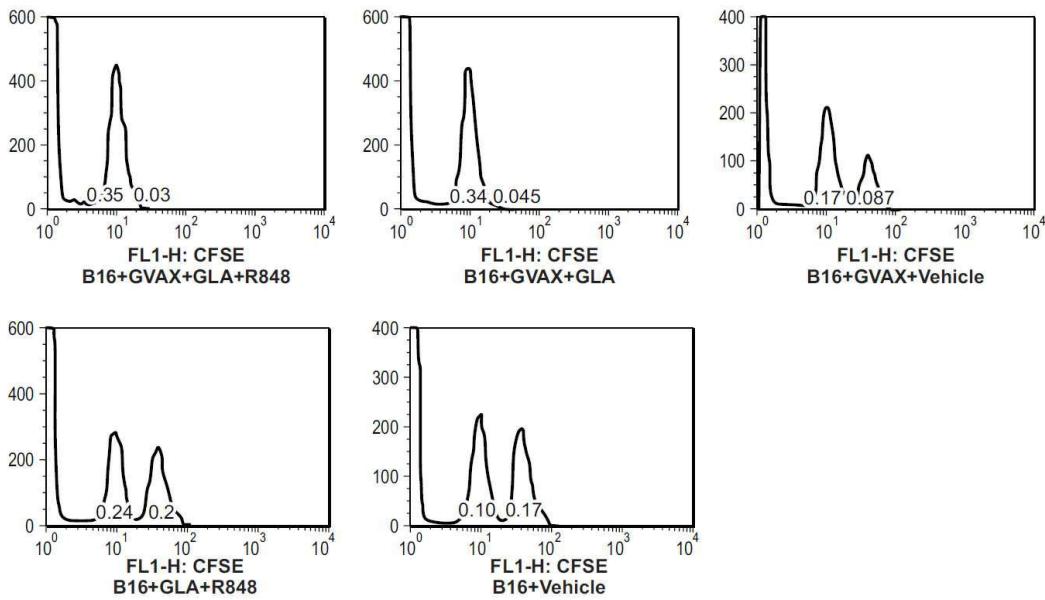 600
400
200
0
0.35 0.03
10^0 10^1 10^2 10^3 10^4
FL1-H: CFSE
B16+GVAX+GLA+R848
600
400
200
0
0.34 0.045
10^0 10^1 10^2 10^3 10^4
FL1-H: CFSE
B16+GVAX+GLA
400
300
200
100
0
0.17 0.087
10^0 10^1 10^2 10^3 10^4
FL1-H: CFSE
B16+GVAX+Vehicle
600
400
200
0
0.24 0.2
10^0 10^1 10^2 10^3 10^4
FL1-H: CFSE
B16+GLA+R848
400
300
200
100
0
0.10 0.17
10^0 10^1 10^2 10^3 10^4
FL1-H: CFSE
B16+Vehicle